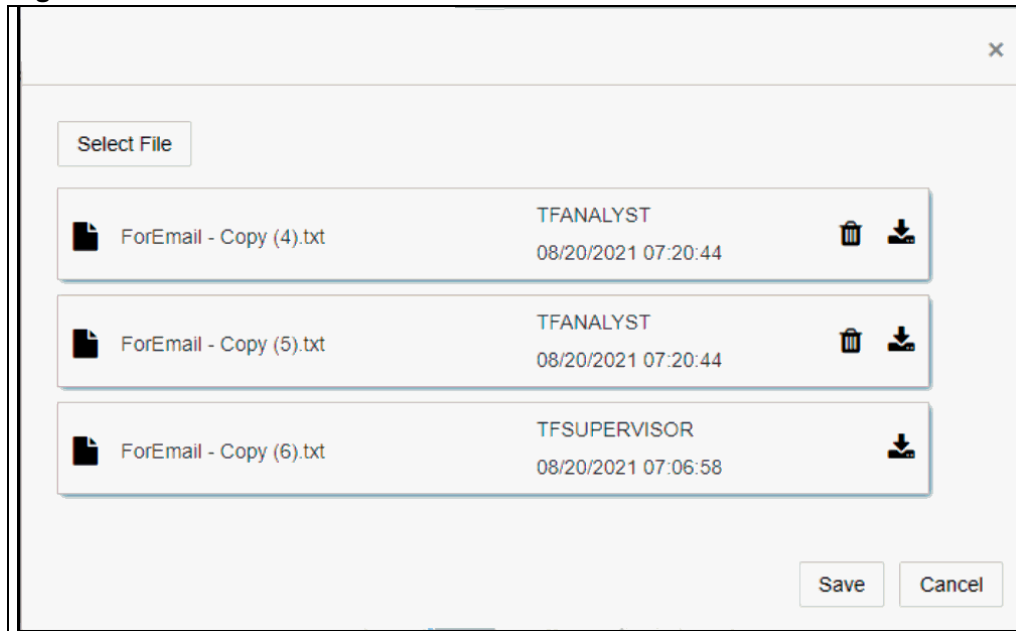 ×
Select File
ForEmail - Copy (4).txt
TFANALYST
08/20/2021 07:20:44
ForEmail - Copy (5).txt
TFANALYST
08/20/2021 07:20:44
ForEmail - Copy (6).txt
TFSUPERVISOR
08/20/2021 07:06:58
Save Cancel